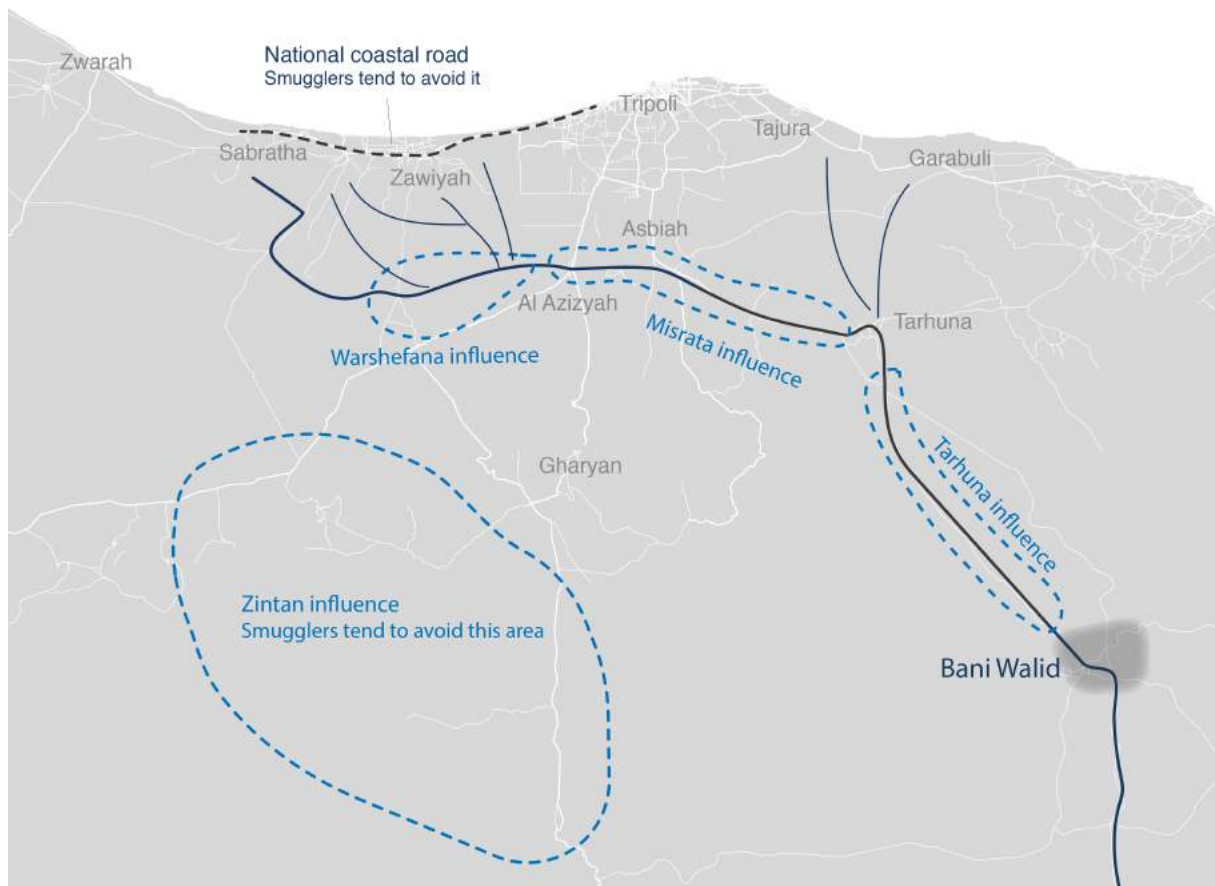 National coastal road
Smugglers tend to avoid it
Zwarah
Tripoli
Tajura
Sabratha
Zawiyah
Garabuli
Asbiah
Al Azizyah
Tarhuna
Warshefana influence
Misrata influence
Gharyan
Tarhuna influence
Zintan influence
Smugglers tend to avoid this area
Bani Walid